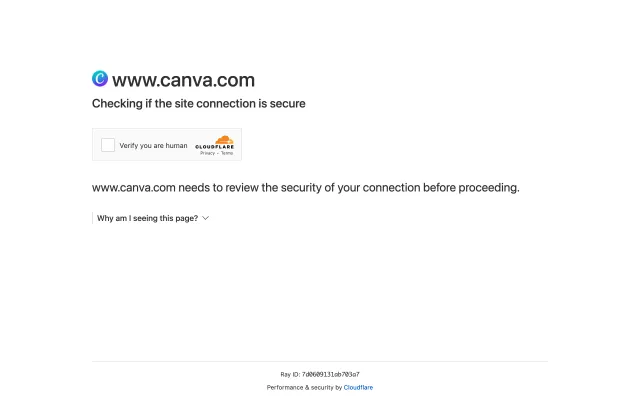 www.canva.com
Checking if the site connection is secure
Verify you are human
CLOUDFLARE
Privacy • Terms
www.canva.com needs to review the security of your connection before proceeding.
Why am I seeing this page?
Ray ID: 7d0609131ab703a7
Performance & security by Cloudflare